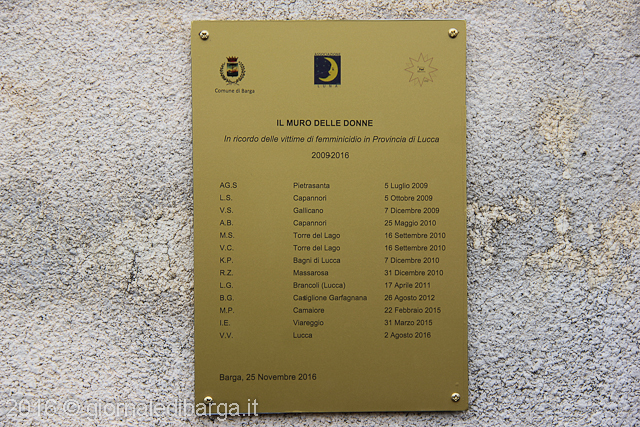 Comune di Barga
LUNA
IL MURO DELLE DONNE
In ricordo delle vittime di femminicidio in Provincia di Lucca
2009-2016
AG.S Pietrasanta 5 Luglio 2009
L.S. Capannori 5 Ottobre 2009
V.S. Gallicano 7 Dicembre 2009
A.B. Capannori 25 Maggio 2010
M.S. Torre del Lago 16 Settembre 2010
V.C. Torre del Lago 16 Settembre 2010
K.P. Bagni di Lucca 7 Dicembre 2010
R.Z. Massarosa 31 Dicembre 2010
L.G. Brancoli (Lucca) 17 Aprile 2011
B.G. Castiglione Garfagnana 26 Agosto 2012
M.P. Camaiore 22 Febbraio 2015
I.E. Viareggio 31 Marzo 2015
V.V. Lucca 2 Agosto 2016
Barga, 25 Novembre 2016
2016 © giornaledibarga.it